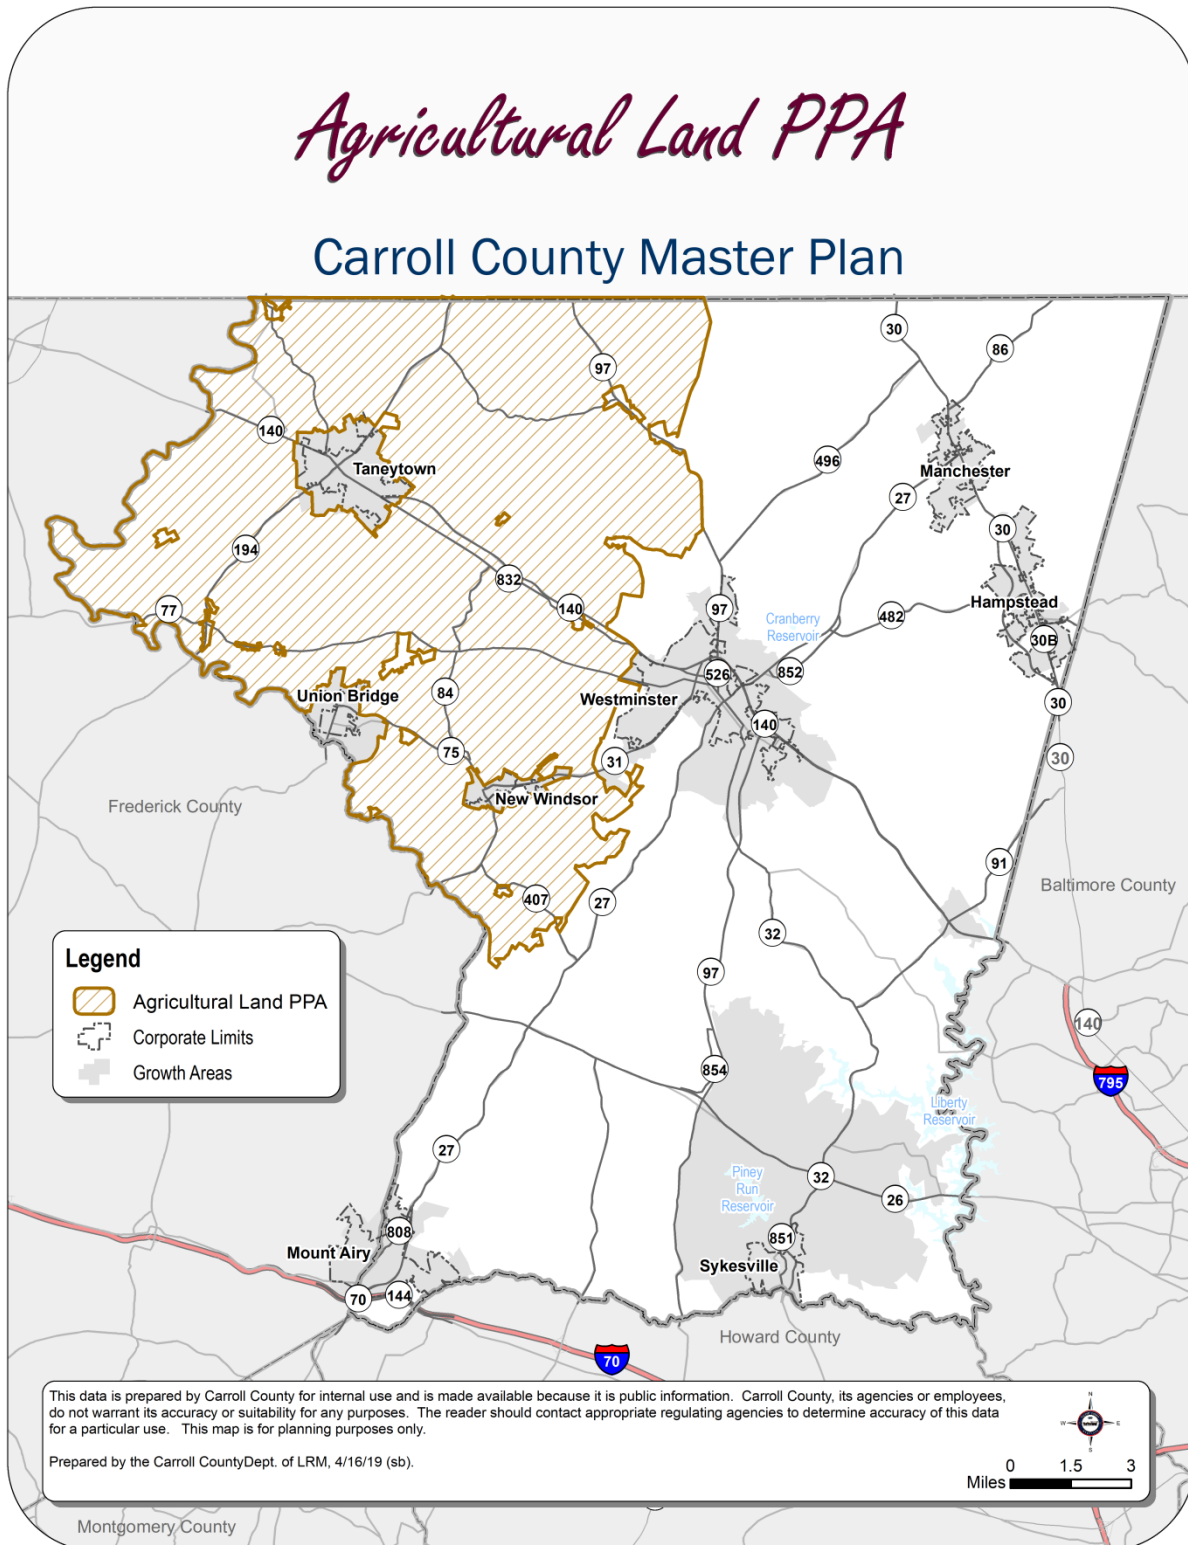 Agricultural Land PPA
Carroll County Master Plan
30
86
97
140
496
Taneytown
Manchester
27
30
194
832
77
140
97
Cranberry
Reservoir
482
Hampstead
30B
526
852
Union Bridge
84
Westminster
30
140
75
31
30
New Windsor
Frederick County
91
Baltimore County
407
27
32
97
Legend
Agricultural Land PPA
Corporate Limits
Growth Areas
140
854
795
Liberty
Reservoir
27
Piney
Run
Reservoir
32
26
808
851
Mount Airy
Sykesville
70
144
Howard County
70
This data is prepared by Carroll County for internal use and is made available because it is public information. Carroll County, its agencies or employees,
do not warrant its accuracy or suitability for any purposes. The reader should contact appropriate regulating agencies to determine accuracy of this data
for a particular use. This map is for planning purposes only.
Prepared by the Carroll CountyDept. of LRM, 4/16/19 (sb).
N
W
E
S
0 1.5 3
Miles
Montgomery County